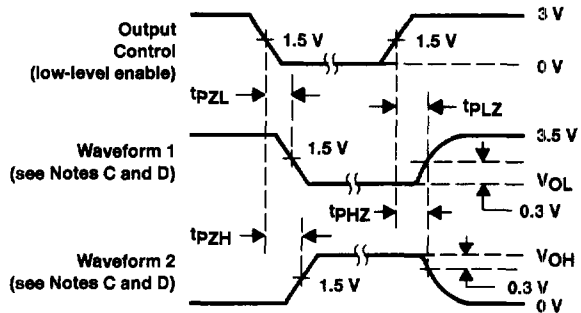 Output
Control
(low-level enable)
1.5 V
1.5 V
3 V
0 V
tPZL
tPLZ
Waveform 1
(see Notes C and D)
1.5 V
3.5 V
VOL
0.3 V
tPHZ
tPZH
Waveform 2
(see Notes C and D)
1.5 V
VOH
0.3 V
0 V